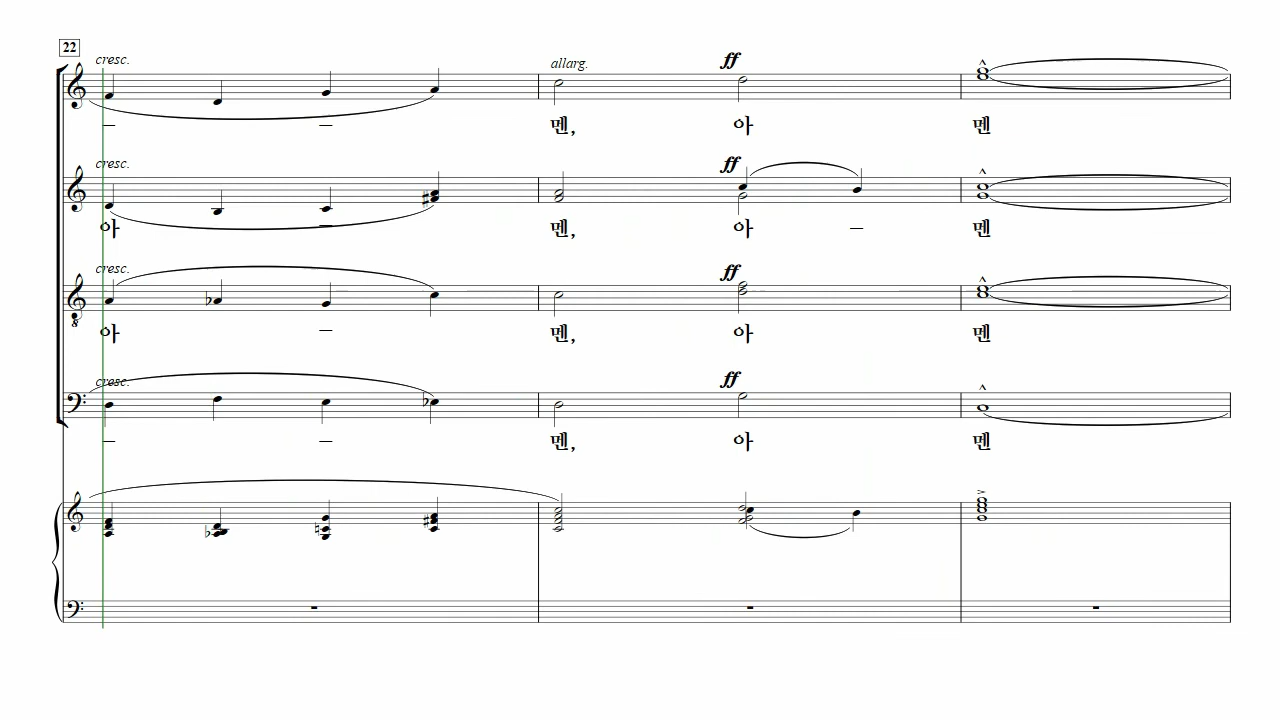 22
cresc.
allarg.
ff
– – 멘, 아 멘
cresc.
ff
아 – 멘, 아 – 멘
cresc.
ff
8
아 – 멘, 아 멘
cresc.
ff
– – 멘, 아 멘